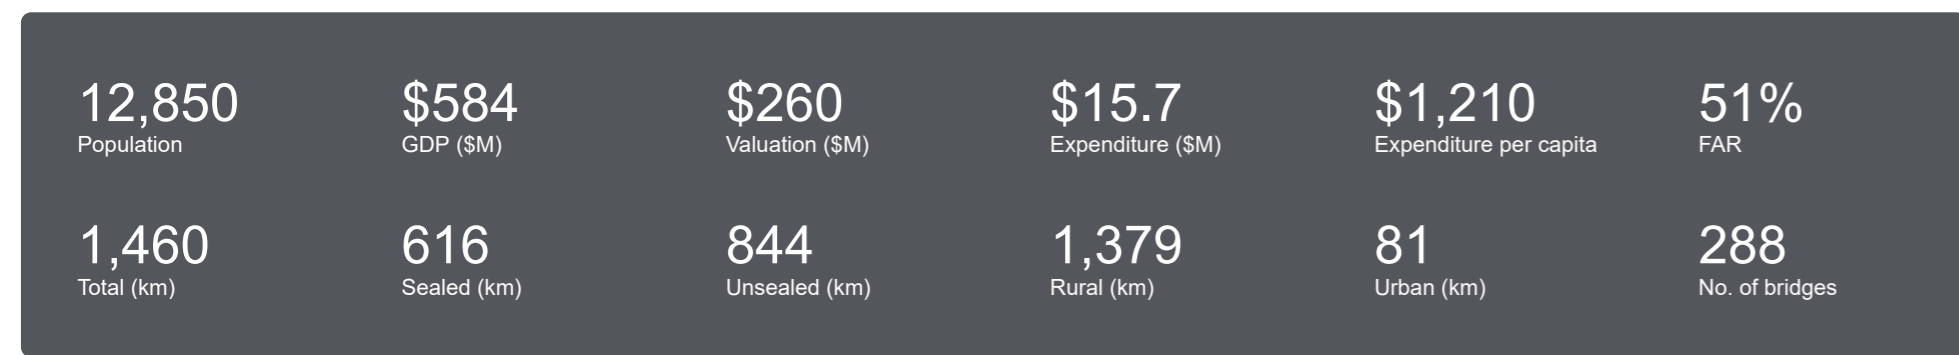 12,850 $584 $260 $15.7 $1,210 51%
Population GDP ($M) Valuation ($M) Expenditure ($M) Expenditure per capita FAR
1,460 616 844 1,379 81 288
Total (km) Sealed (km) Unsealed (km) Rural (km) Urban (km) No. of bridges